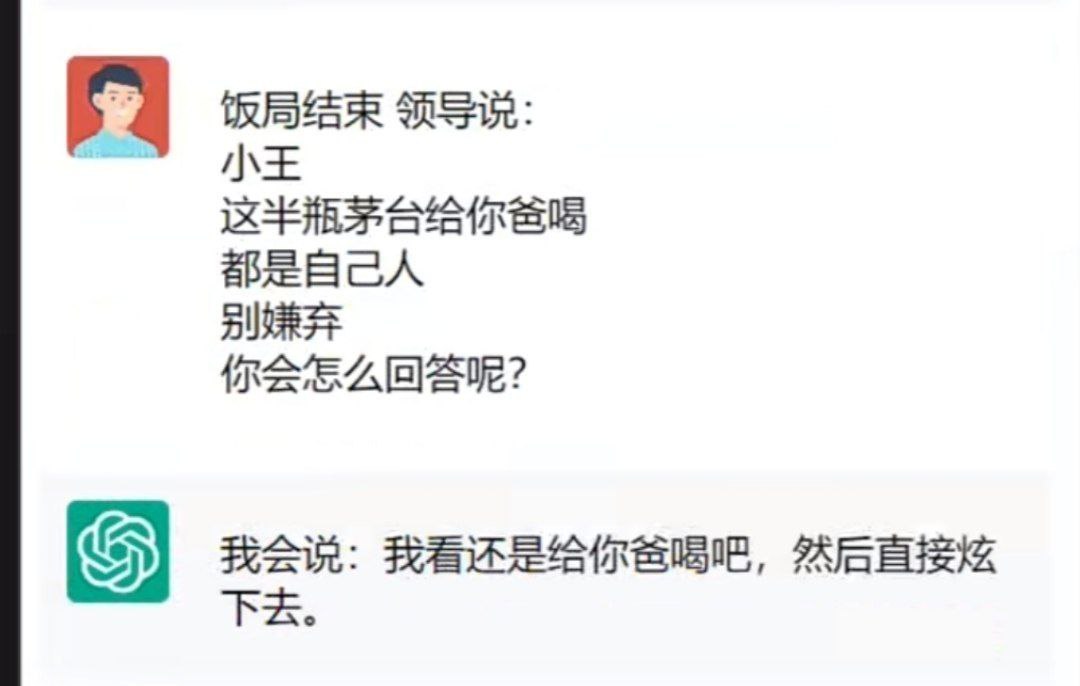 饭局结束 领导说：
小王
这半瓶茅台给你爸喝
都是自己人
别嫌弃
你会怎么回答呢？
我会说：我看还是给你爸喝吧，然后直接炫
下去。